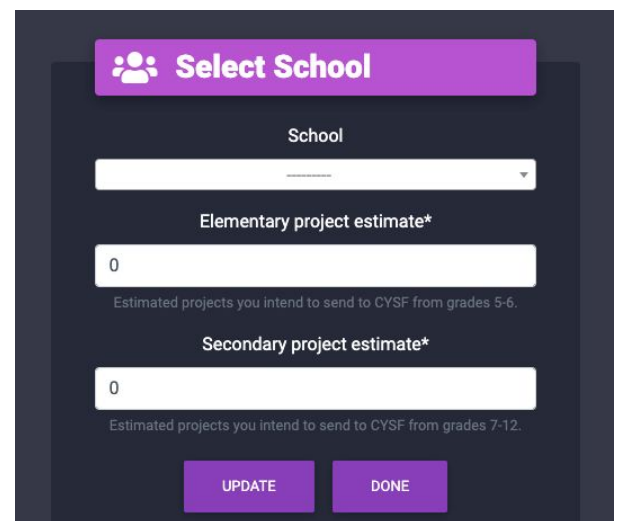 Select School
School
---------
Elementary project estimate*
0
Estimated projects you intend to send to CYSF from grades 5-6.
Secondary project estimate*
0
Estimated projects you intend to send to CYSF from grades 7-12.
UPDATE DONE